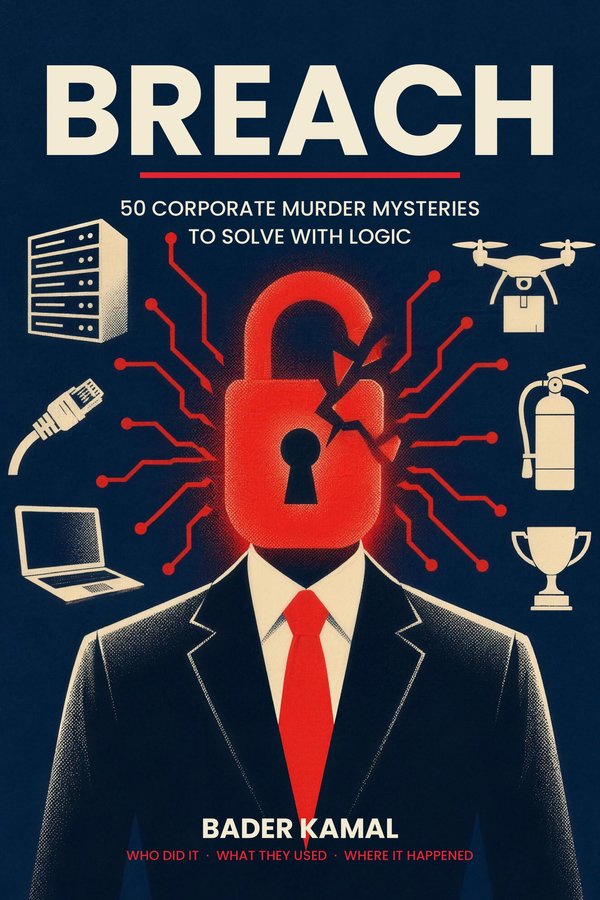 BREACH
50 CORPORATE MURDER MYSTERIES
TO SOLVE WITH LOGIC
BADER KAMAL
WHO DID IT · WHAT THEY USED · WHERE IT HAPPENED